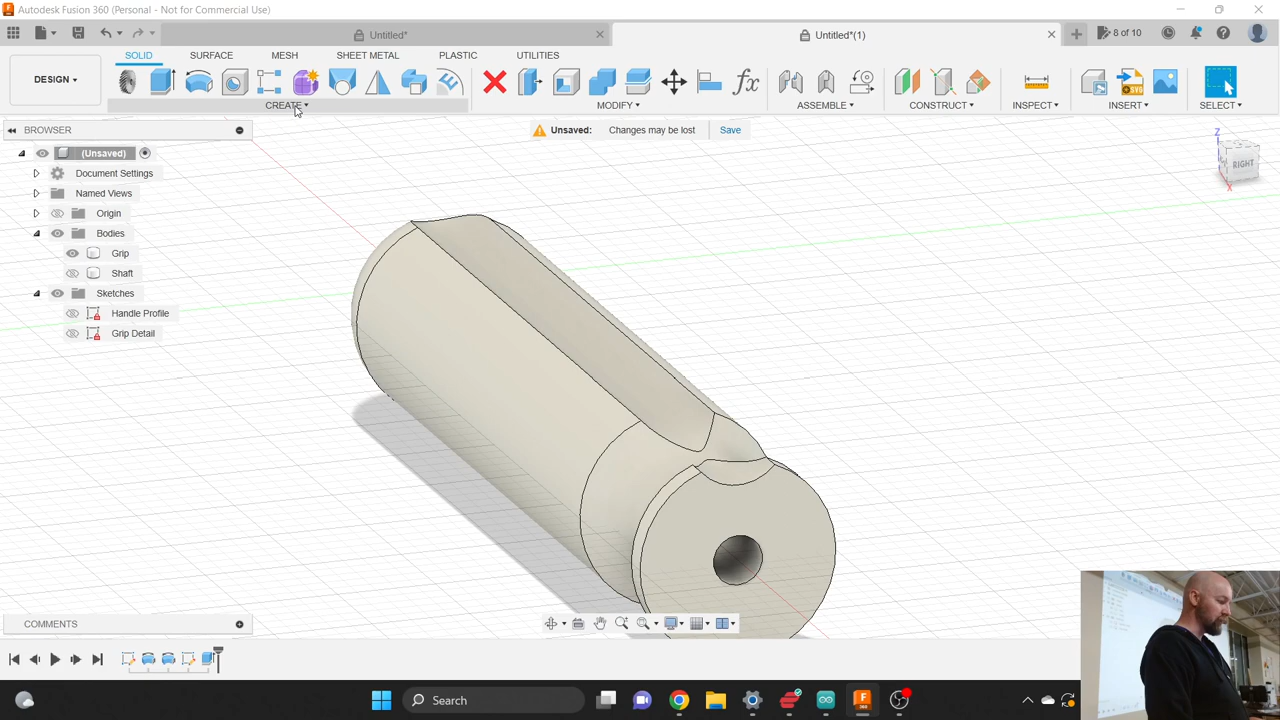 Autodesk Fusion 360 (Personal - Not for Commercial Use)
Untitled*
Untitled*(1)
8 of 10
DESIGN
SOLID
SURFACE
MESH
SHEET METAL
PLASTIC
UTILITIES
CREATE
MODIFY
ASSEMBLE
CONSTRUCT
INSPECT
INSERT
SELECT
BROWSER
Unsaved: Changes may be lost Save
(Unsaved)
Document Settings
Named Views
Origin
Bodies
Grip
Shaft
Sketches
Handle Profile
Grip Detail
Z
RIGHT
X
COMMENTS
Search